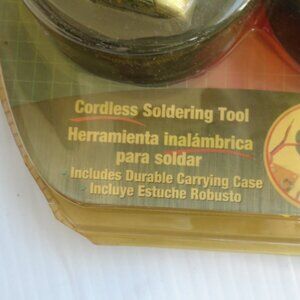 Cordless Soldering Tool
Herramienta inalámbrica
para soldar
Includes Durable Carrying Case
Incluye Estuche Robusto